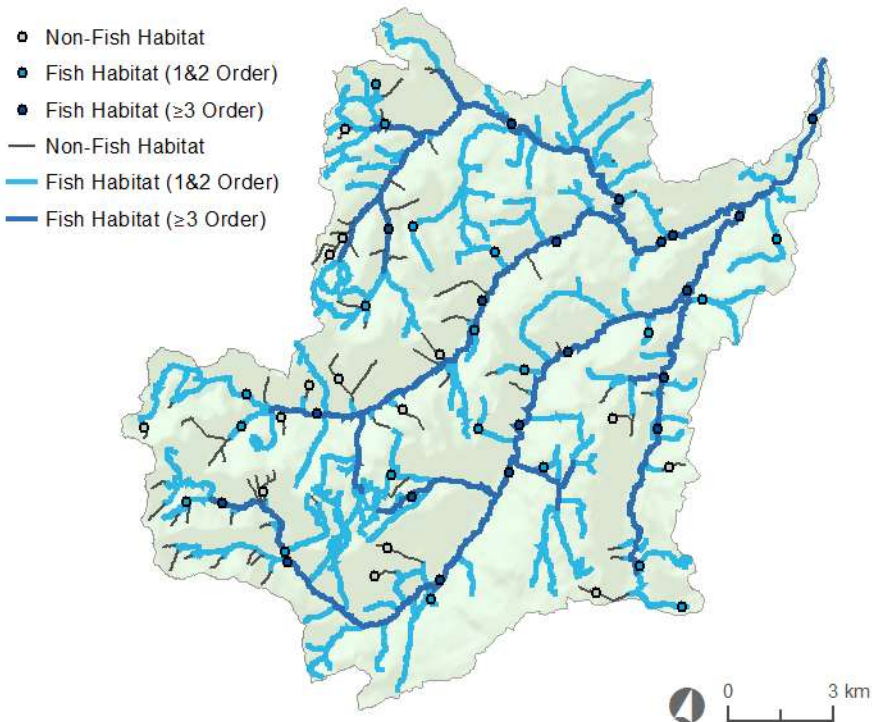 Non-Fish Habitat
Fish Habitat (1&2 Order)
Fish Habitat (≥3 Order)
Non-Fish Habitat
Fish Habitat (1&2 Order)
Fish Habitat (≥3 Order)
0 3 km